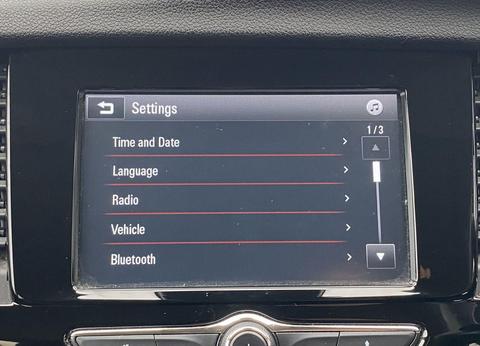 Settings
1/3
Time and Date
Language
Radio
Vehicle
Bluetooth